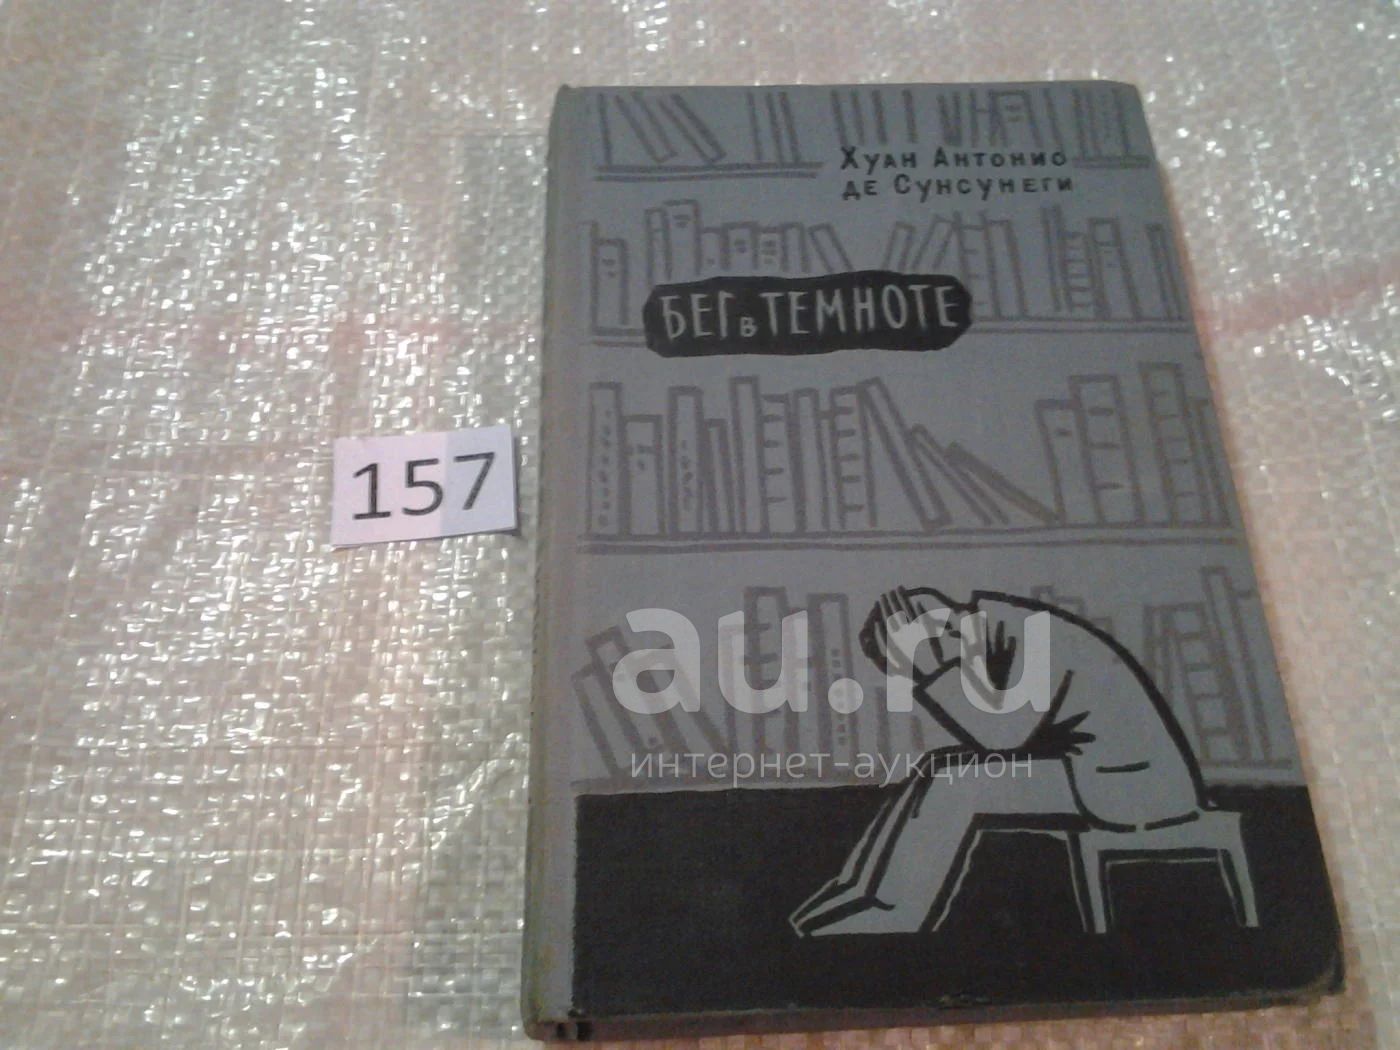 Хуан Антонио
де Сунсунеги
БЕГ в ТЕМНОТЕ
157
au.ru
интернет-аукцион